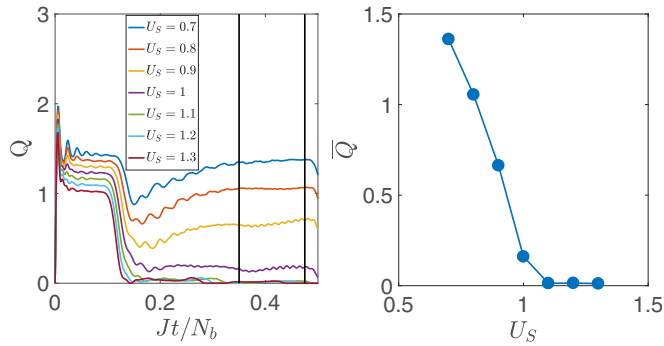 3
2
1
0
0
0.2
0.4
Q
Jt/N_b
U_S = 0.7
U_S = 0.8
U_S = 0.9
U_S = 1
U_S = 1.1
U_S = 1.2
U_S = 1.3
1.5
1
0.5
0
0.5
1
1.5
Q̅
U_S